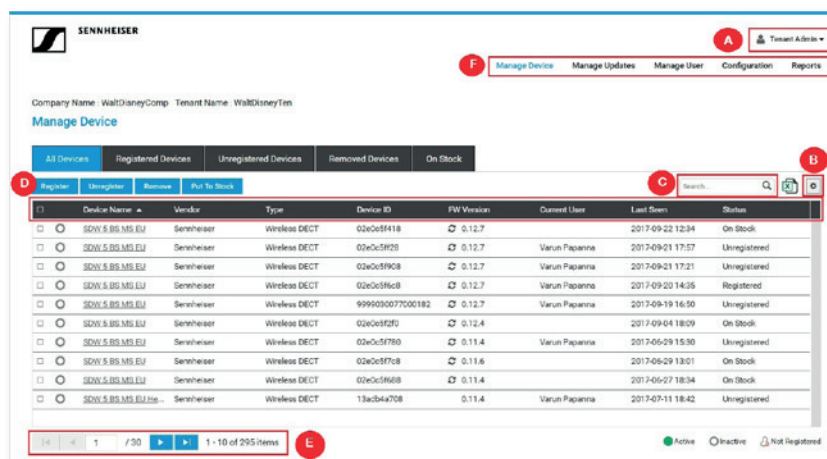 SENNHEISER
A
Tenant Admin
F
Manage Device Manage Updates Manage User Configuration Reports
Company Name : WaltDisneyComp Tenant Name : WaltDisneyTen
Manage Device
All Devices Registered Devices Unregistered Devices Removed Devices On Stock
B
D Register Unregister Remove Put To Stock C Search...
Device Name Vendor Type Device ID FW Version Current User Last Seen Status
SDW 5 BS MS EU Sennheiser Wireless DECT 02e0c5f418 0.12.7 2017-09-22 12:34 On Stock
SDW 5 BS MS EU Sennheiser Wireless DECT 02e0c5ff28 0.12.7 Varun Papanna 2017-09-21 17:57 Unregistered
SDW 5 BS MS EU Sennheiser Wireless DECT 02e0c5f908 0.12.7 Varun Papanna 2017-09-21 17:21 Unregistered
SDW 5 BS MS EU Sennheiser Wireless DECT 02e0c5f6c8 0.12.7 Varun Papanna 2017-09-20 14:35 Registered
SDW 5 BS MS EU Sennheiser Wireless DECT 9999030077000182 0.12.7 2017-09-19 16:50 Unregistered
SDW 5 BS MS EU Sennheiser Wireless DECT 02e0c5f2f0 0.12.4 2017-09-04 18:09 On Stock
SDW 5 BS MS EU Sennheiser Wireless DECT 02e0c5f780 0.11.4 Varun Papanna 2017-06-29 15:30 Unregistered
SDW 5 BS MS EU Sennheiser Wireless DECT 02e0c5f7c8 0.11.6 2017-06-29 13:01 On Stock
SDW 5 BS MS EU Sennheiser Wireless DECT 02e0c5f688 0.11.4 2017-06-27 18:34 On Stock
SDW 5 BS MS EU He... Sennheiser Wireless DECT 13acb4a708 0.11.4 Varun Papanna 2017-07-11 18:42 Unregistered
1 / 30 1 - 10 of 295 items E Active Inactive Not Registered